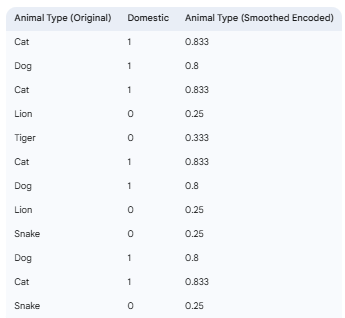 Animal Type (Original) Domestic Animal Type (Smoothed Encoded)
Cat 1 0.833
Dog 1 0.8
Cat 1 0.833
Lion 0 0.25
Tiger 0 0.333
Cat 1 0.833
Dog 1 0.8
Lion 0 0.25
Snake 0 0.25
Dog 1 0.8
Cat 1 0.833
Snake 0 0.25